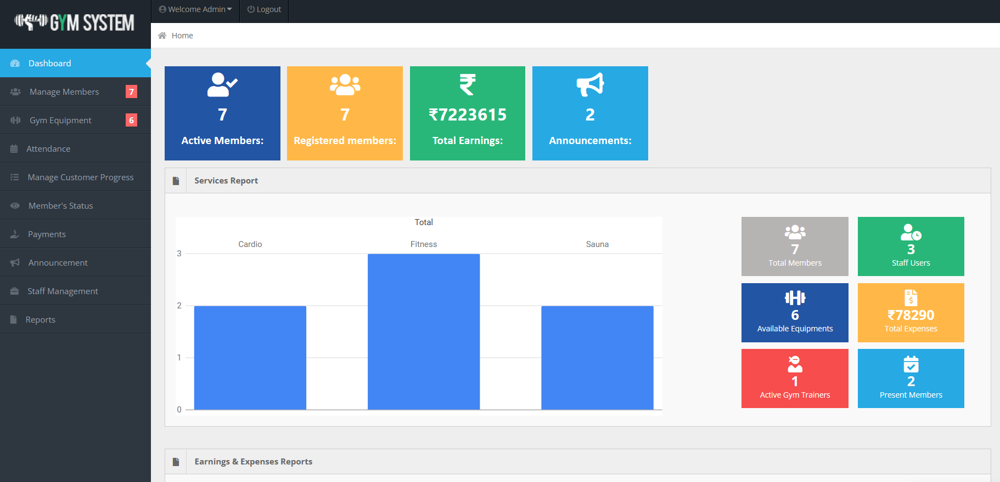 GYM SYSTEM
Welcome Admin
Logout
Home
Dashboard
Manage Members 7
Gym Equipment 6
Attendance
Manage Customer Progress
Member's Status
Payments
Announcement
Staff Management
Reports
7
Active Members:
7
Registered members:
₹7223615
Total Earnings:
2
Announcements:
Services Report
Total
Cardio Fitness Sauna
3
2
1
0
7
Total Members
3
Staff Users
6
Available Equipments
₹78290
Total Expenses
1
Active Gym Trainers
2
Present Members
Earnings & Expenses Reports